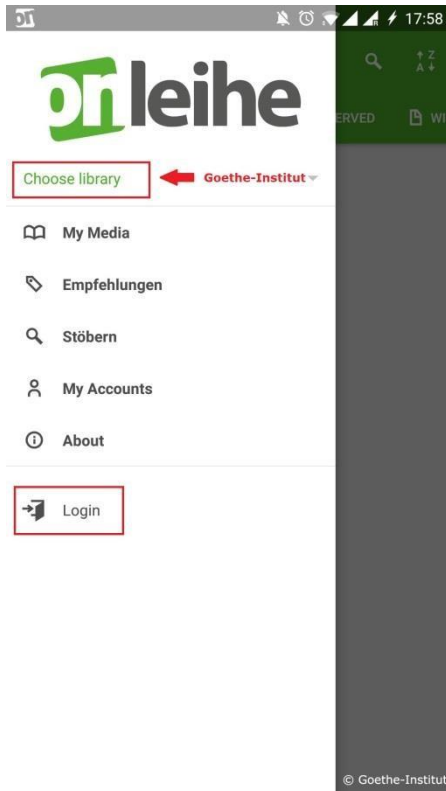 17:58
onleihe
Choose library
Goethe-Institut
My Media
Empfehlungen
Stöbern
My Accounts
About
Login
ERVED
WI
A Z
© Goethe-Institut